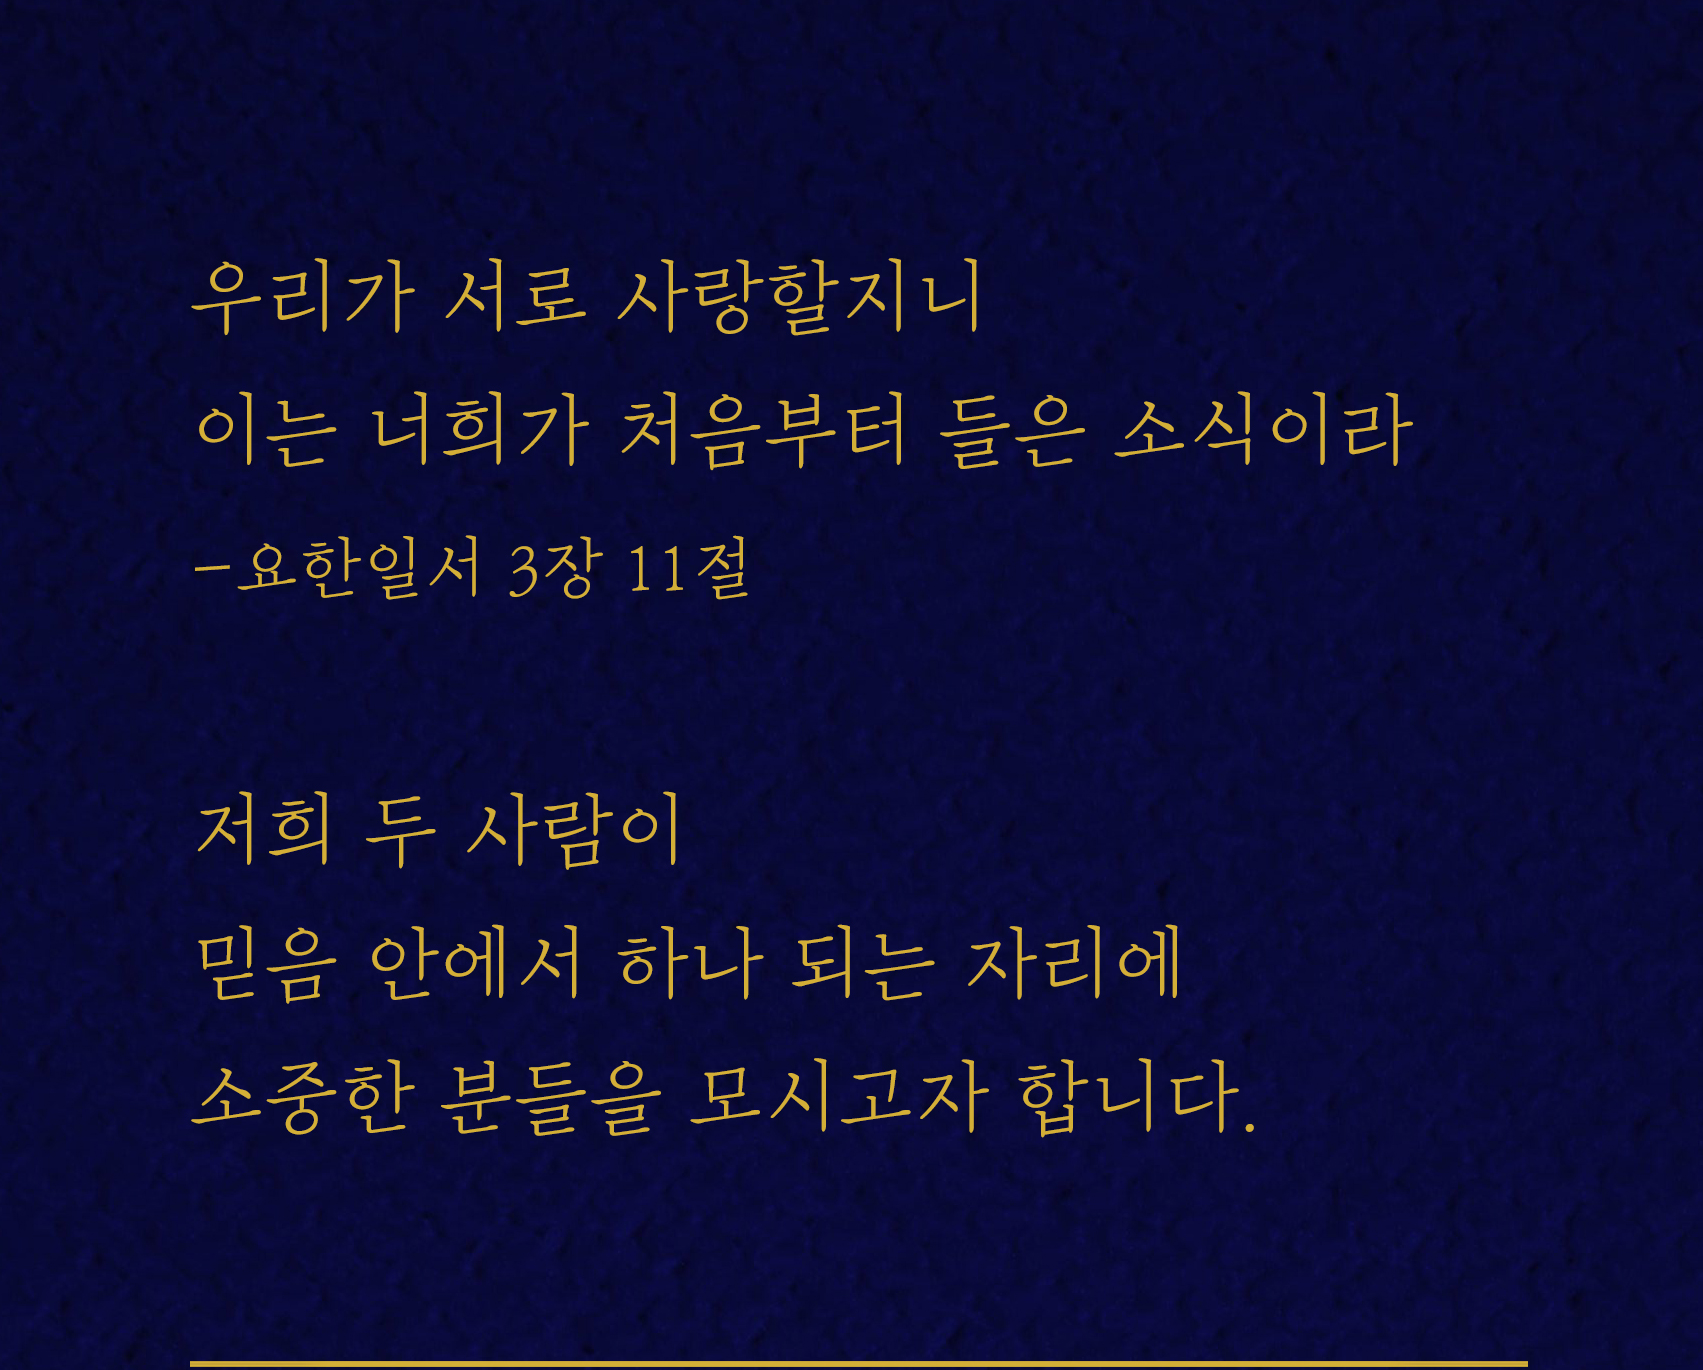 우리가 서로 사랑할지니
이는 너희가 처음부터 들은 소식이라
-요한일서 3장 11절
저희 두 사람이
믿음 안에서 하나 되는 자리에
소중한 분들을 모시고자 합니다.